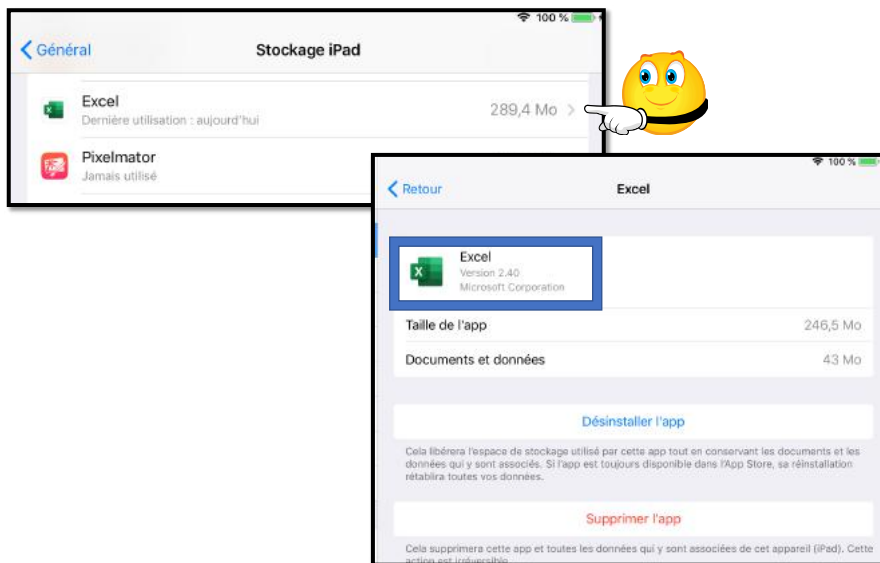 100 %
Général
Stockage iPad
Excel
Dernière utilisation : aujourd'hui
289,4 Mo
Pixelmator
Jamais utilisé
100 %
Retour
Excel
Excel
Version 2.40
Microsoft Corporation
Taille de l'app
246,5 Mo
Documents et données
43 Mo
Désinstaller l'app
Cela libérera l'espace de stockage utilisé par cette app tout en conservant les documents et les
données qui y sont associés. Si l'app est toujours disponible dans l'App Store, sa réinstallation
rétablira toutes vos données.
Supprimer l'app
Cela supprimera cette app et toutes les données qui y sont associées de cet appareil (iPad). Cette
action est irréversible.